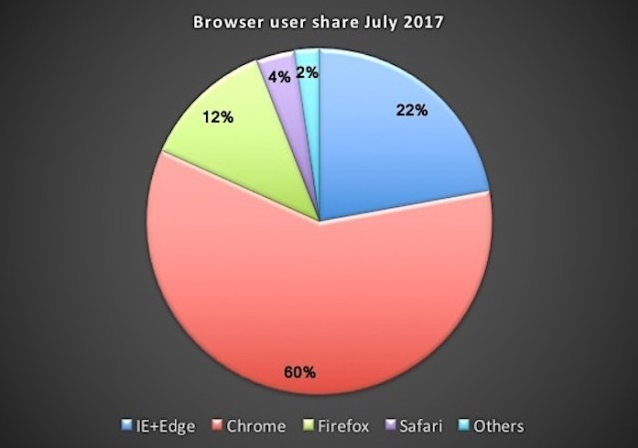 Browser user share July 2017
4% 2%
22%
12%
60%
IE+Edge Chrome Firefox Safari Others